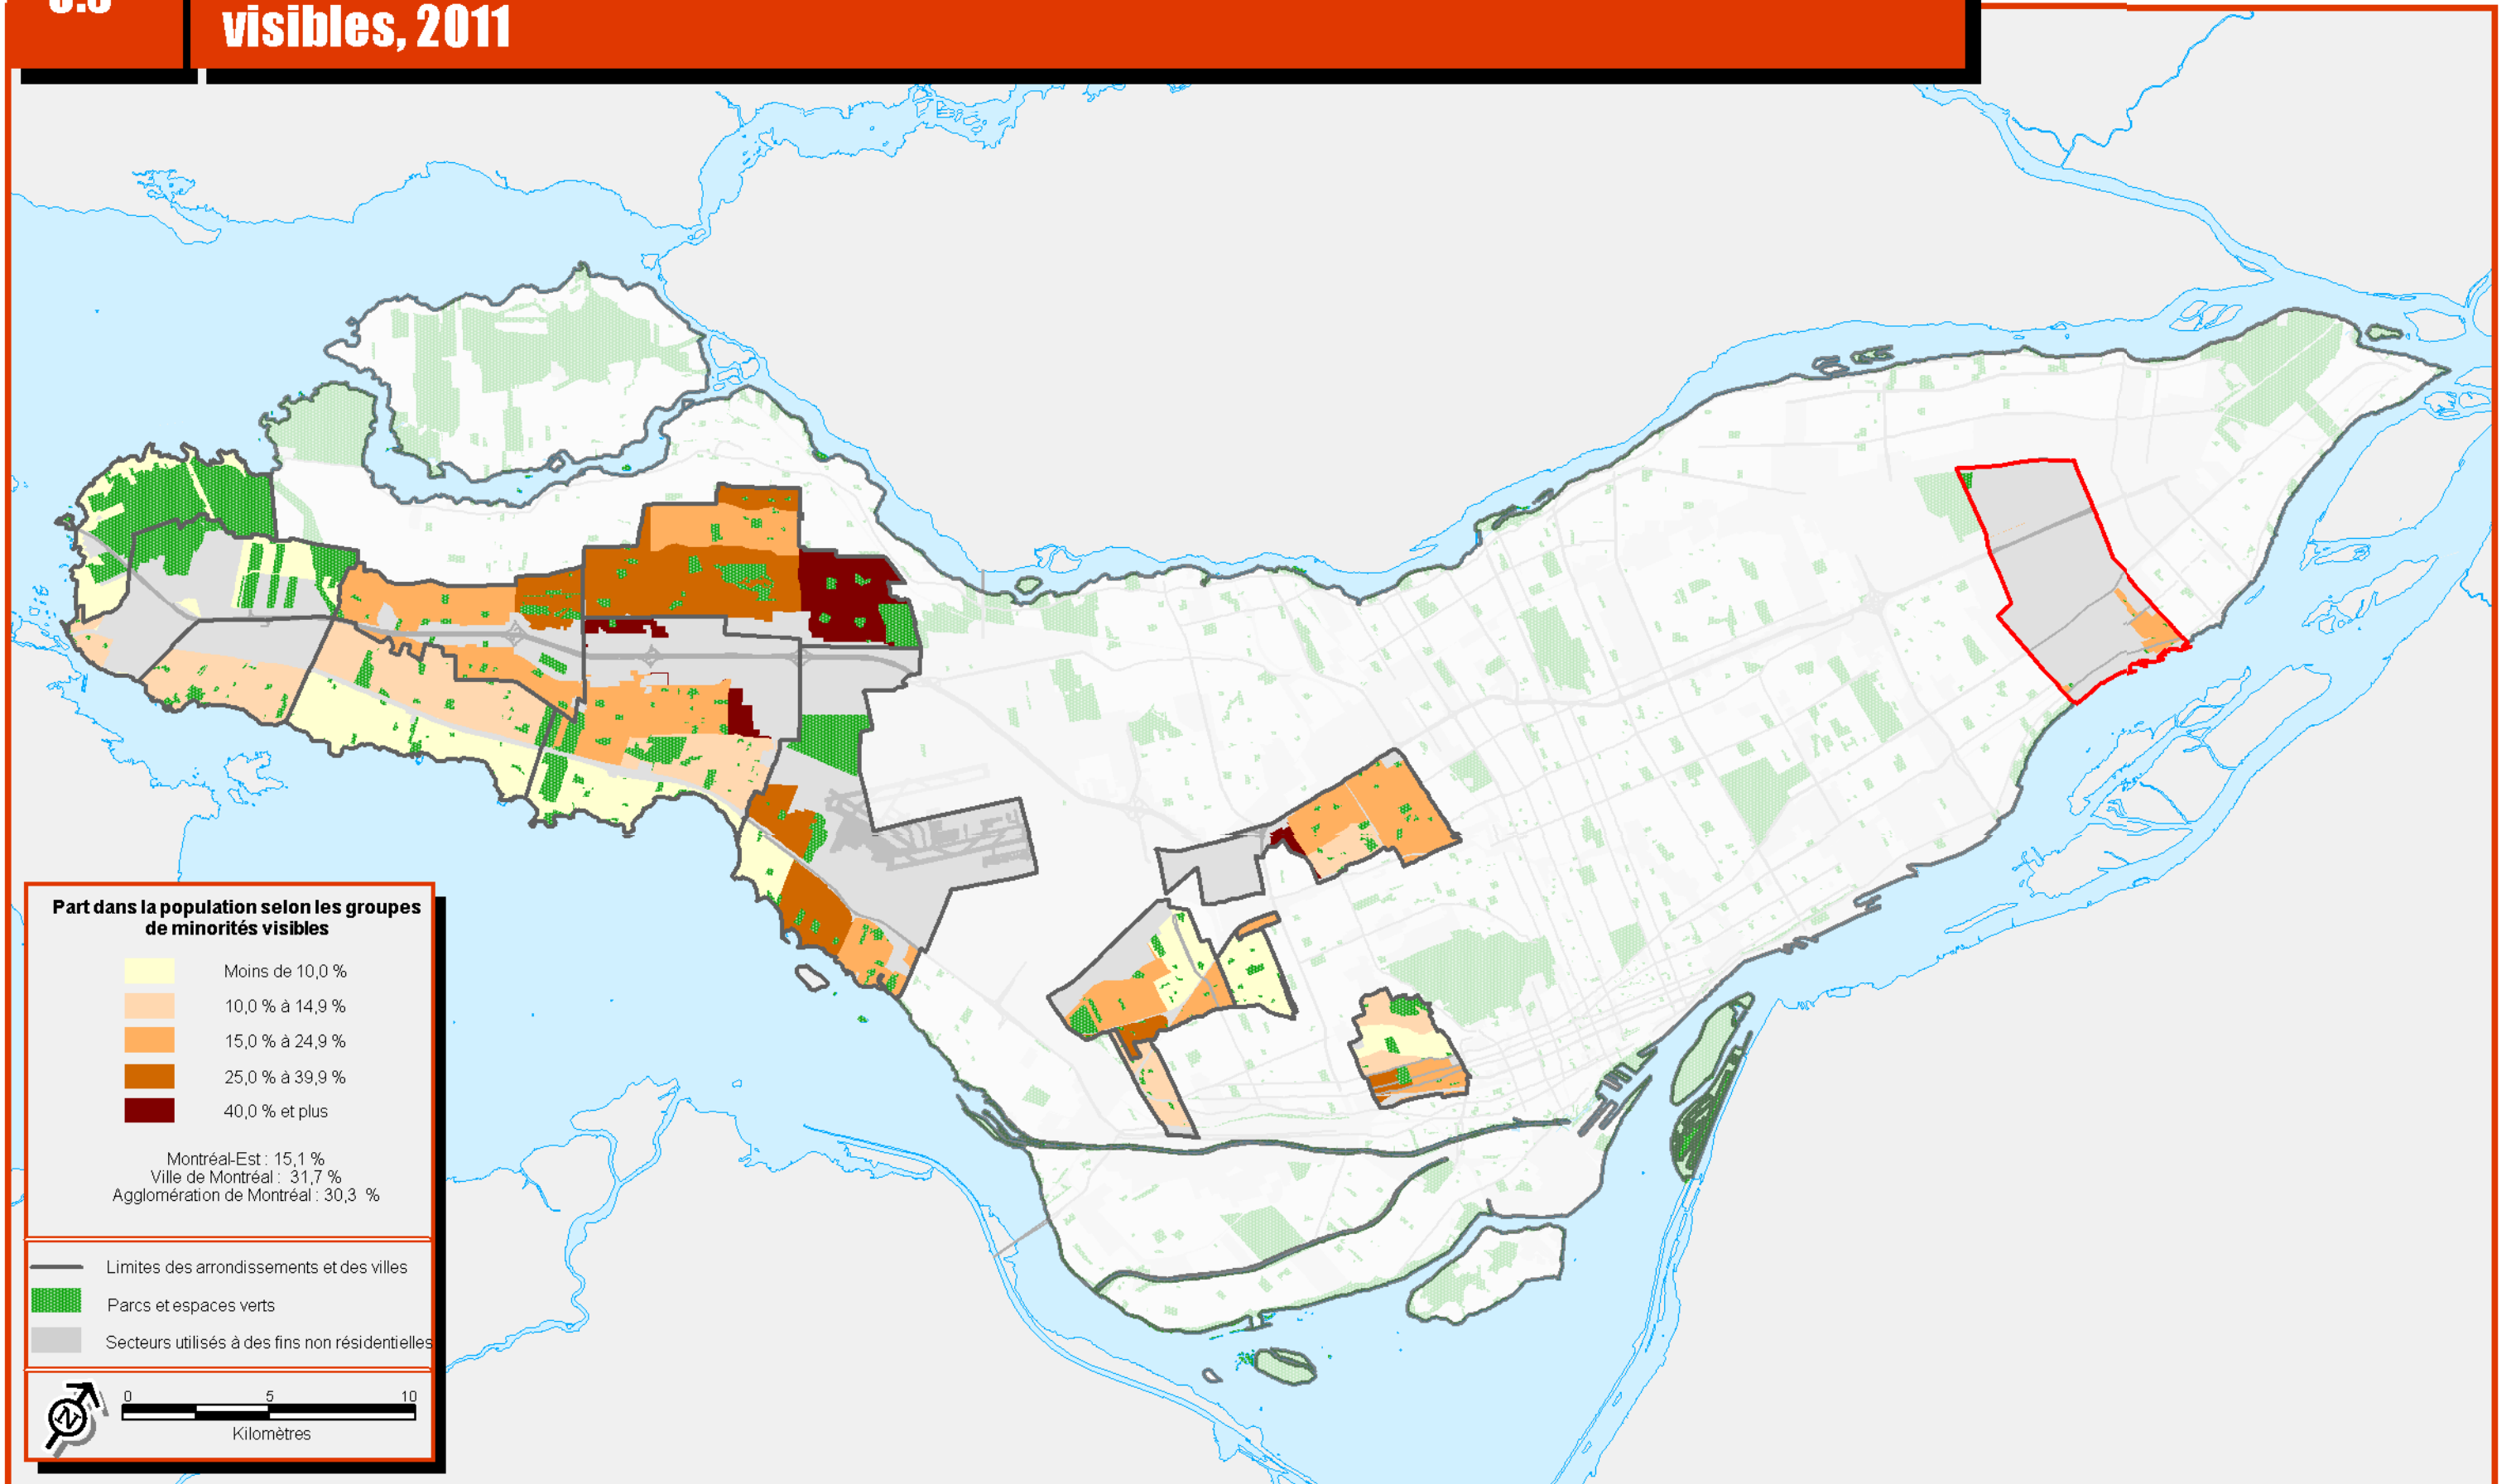 visibles, 2011
Part dans la population selon les groupes
de minorités visibles
Moins de 10,0 %
10,0 % à 14,9 %
15,0 % à 24,9 %
25,0 % à 39,9 %
40,0 % et plus
Montréal-Est : 15,1 %
Ville de Montréal : 31,7 %
Agglomération de Montréal : 30,3 %
Limites des arrondissements et des villes
Parcs et espaces verts
Secteurs utilisés à des fins non résidentielles
N
0 5 10
Kilomètres